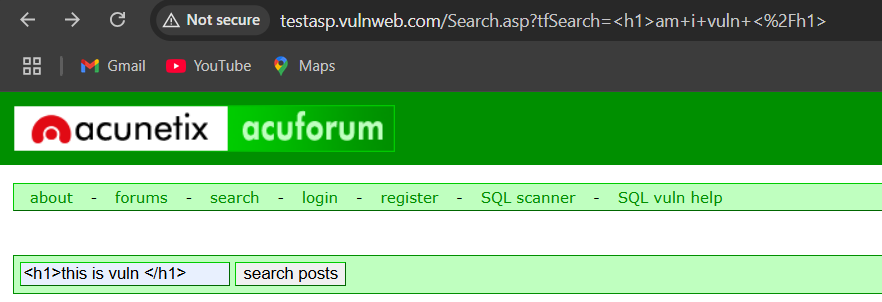 Not secure testasp.vulnweb.com/Search.asp?tfSearch=<h1>am+i+vuln+<%2Fh1>
Gmail YouTube Maps
acunetix acuforum
about - forums - search - login - register - SQL scanner - SQL vuln help
<h1>this is vuln </h1> search posts